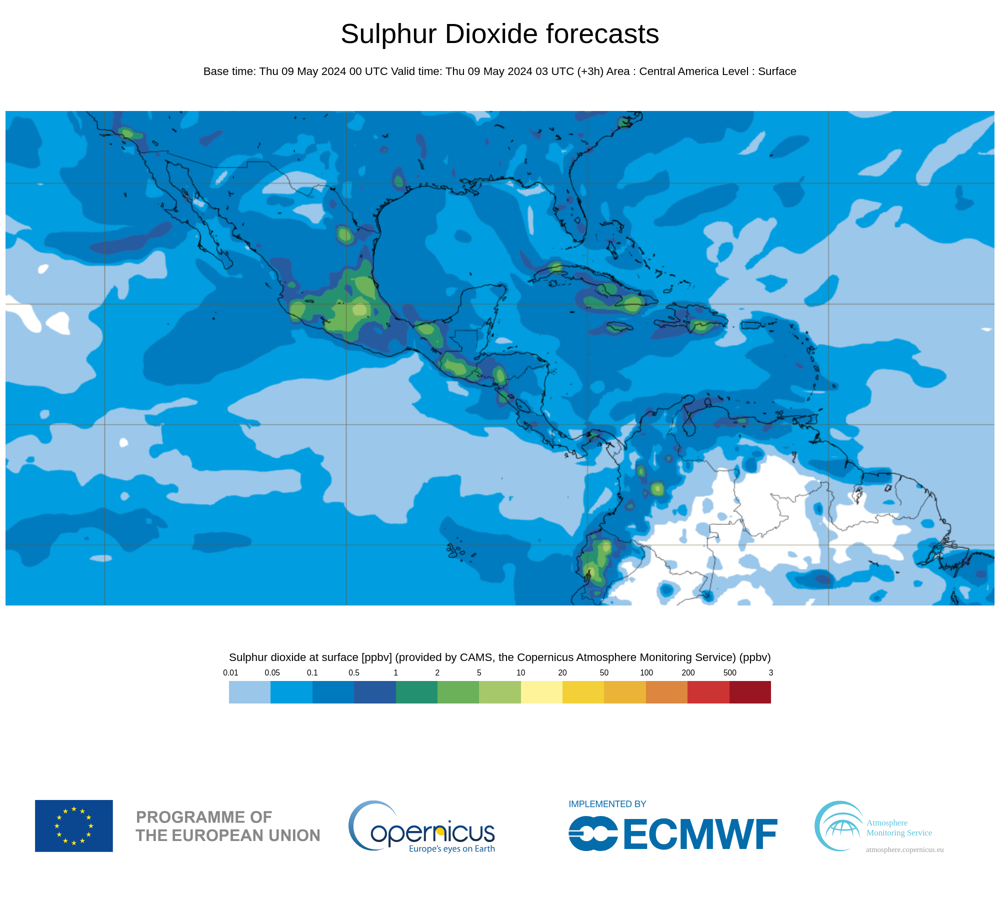 Sulphur Dioxide forecasts
Base time: Thu 09 May 2024 00 UTC Valid time: Thu 09 May 2024 03 UTC (+3h) Area : Central America Level : Surface
Sulphur dioxide at surface [ppbv] (provided by CAMS, the Copernicus Atmosphere Monitoring Service) (ppbv)
0.01 0.05 0.1 0.5 1 2 5 10 20 50 100 200 500 3
PROGRAMME OF
THE EUROPEAN UNION
opernicus
Europe's eyes on Earth
IMPLEMENTED BY
ECMWF
Atmosphere
Monitoring Service
atmosphere.copernicus.eu